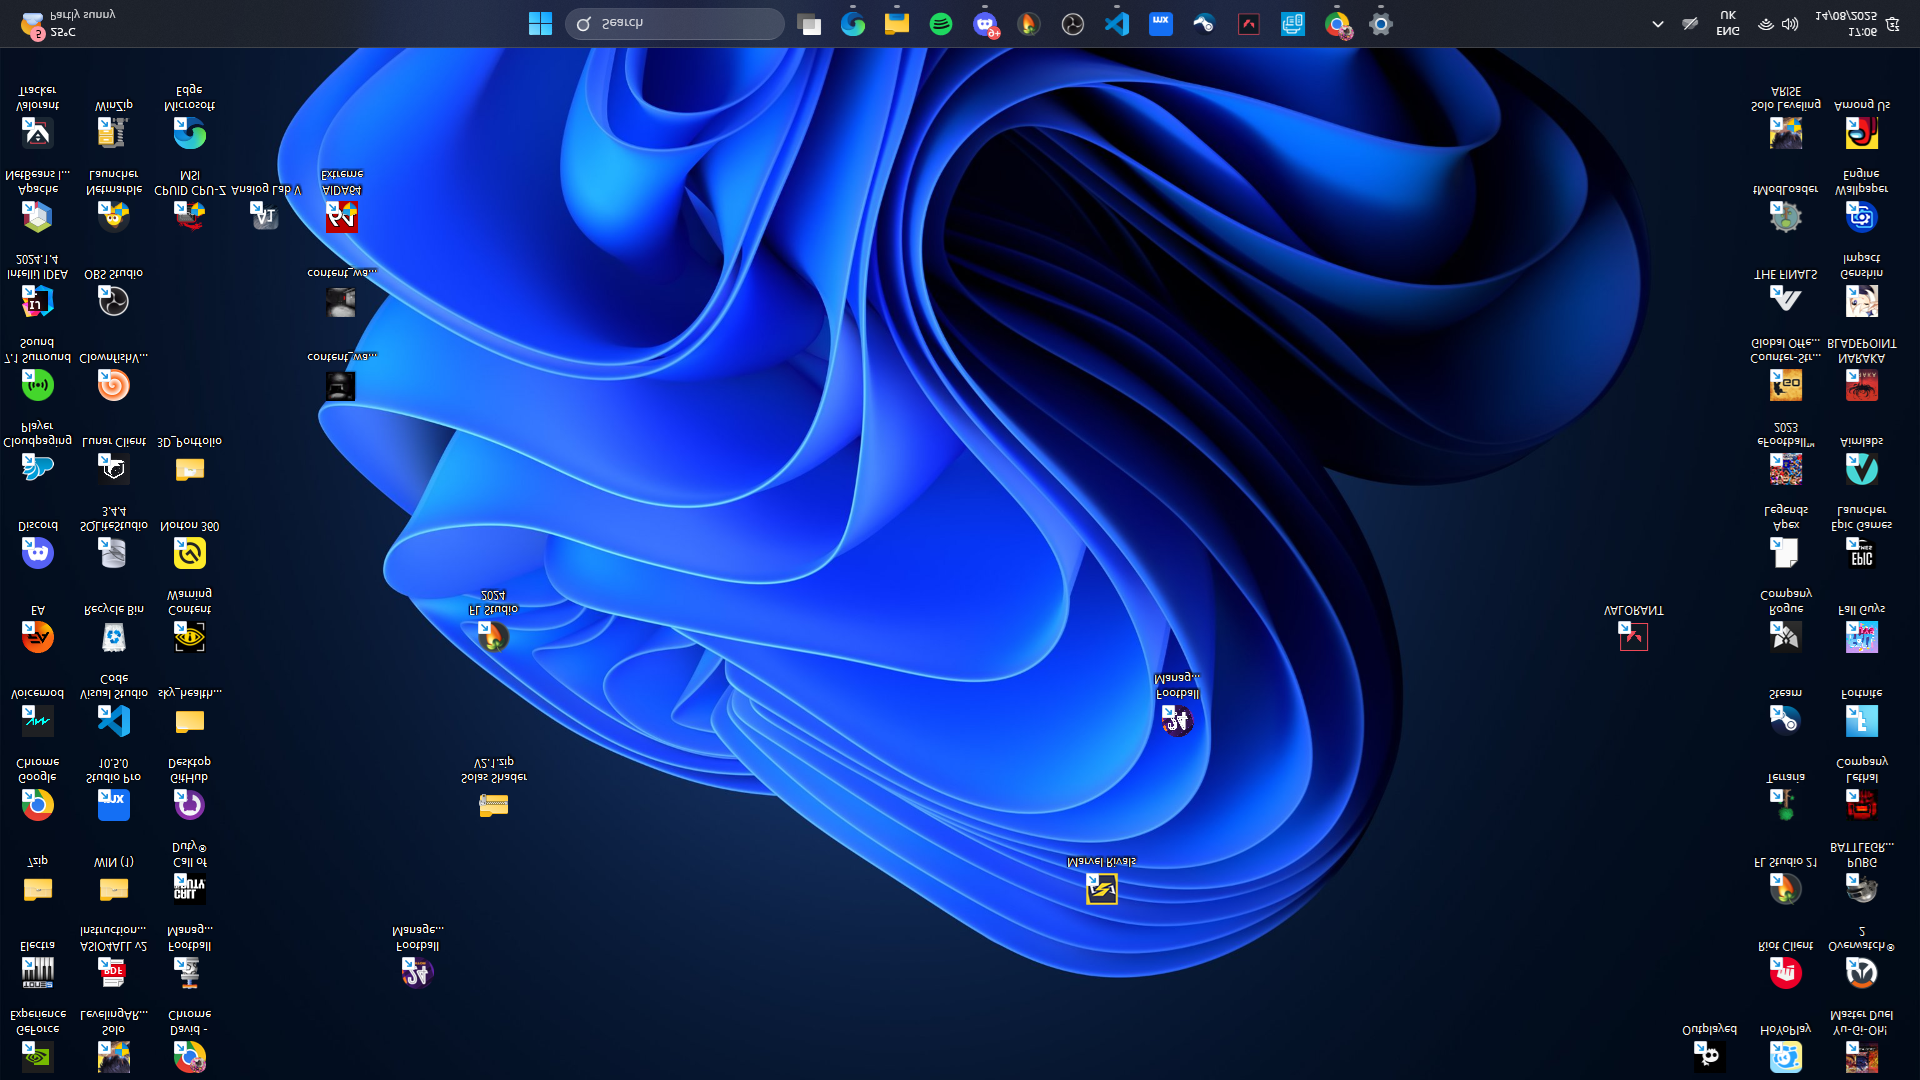 GeForce
Experience
Electra
7zip
Google
Chrome
Voicemod
EA
Discord
Cloudpaging
Player
7.1 Surround
Sound
IntelliJ IDEA
2024.1.4
Apache
NetBeans I...
Valorant
Tracker
Solo
LevelingAR...
ASIO4ALL v2
Instruction...
WIN (1)
Studio Pro
10.5.0
Visual Studio
Code
Recycle Bin
SQLiteStudio
3.4.4
Lunar Client
ClownfishV...
OBS Studio
Netmarble
Launcher
WinZip
David -
Chrome
Football
Manag...
Call of
Duty®
GitHub
Desktop
sky_health...
Content
Warning
Norton 360
3D_Portfolio
CPUID CPU-Z
MSI
Microsoft
Edge
Analog Lab V
content_wa...
content_wa...
AIDA64
Extreme
Football
Manage...
Solas Shader
V2.1.zip
FL Studio
2024
Marvel Rivals
Football
Manag...
VALORANT
Outplayed
HoYoPlay
Riot Client
FL Studio 21
Terraria
Steam
Rogue
Company
Apex
Legends
eFootball™
2023
Counter-Str...
Global Offe...
THE FINALS
tModLoader
Solo Leveling
ARISE
Yu-Gi-Oh!
Master Duel
Overwatch®
2
PUBG
BATTLEGR...
Lethal
Company
Fortnite
Fall Guys
Epic Games
Launcher
Aimlabs
NARAKA
BLADEPOINT
Genshin
Impact
Wallpaper
Engine
Among Us
25°C
Partly sunny
5
Search
9+
mx
ENG
UK
17:06
14/08/2025